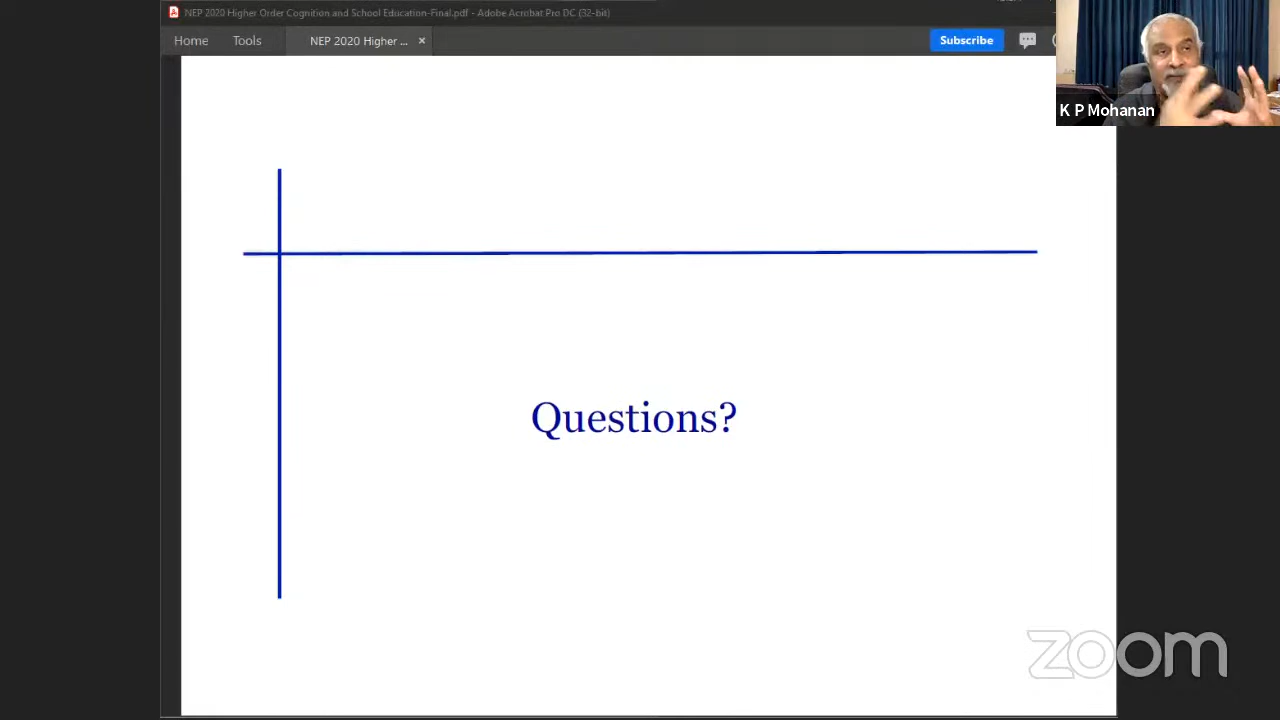 NEP 2020 Higher Order Cognition and School Education-Final.pdf - Adobe Acrobat Pro DC (32-bit)
Home Tools NEP 2020 Higher ... × Subscribe
K P Mohanan
Questions?
zoom